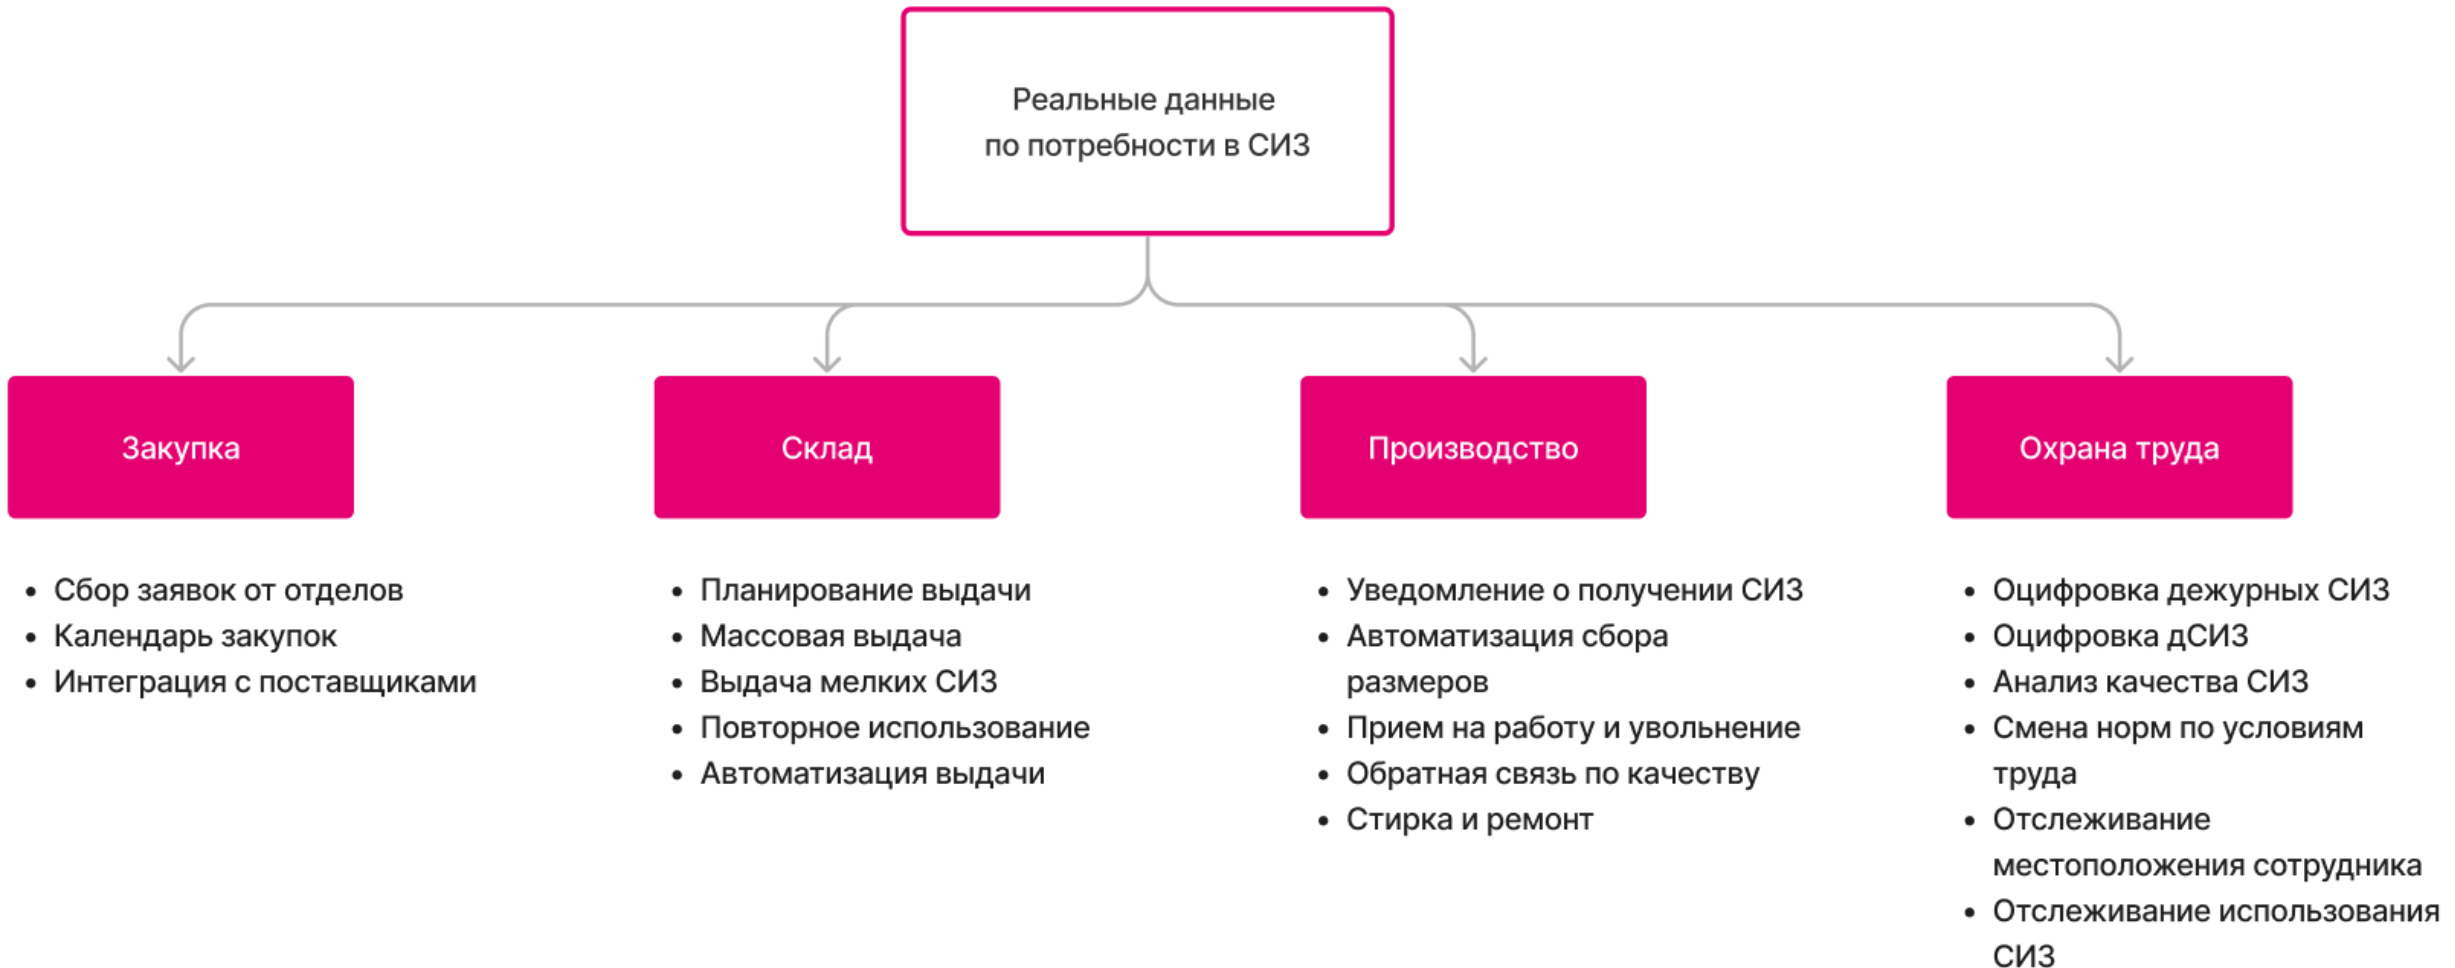 Реальные данные
по потребности в СИЗ
Закупка
• Сбор заявок от отделов
• Календарь закупок
• Интеграция с поставщиками
Склад
• Планирование выдачи
• Массовая выдача
• Выдача мелких СИЗ
• Повторное использование
• Автоматизация выдачи
Производство
• Уведомление о получении СИЗ
• Автоматизация сбора
размеров
• Прием на работу и увольнение
• Обратная связь по качеству
• Стирка и ремонт
Охрана труда
• Оцифровка дежурных СИЗ
• Оцифровка дСИЗ
• Анализ качества СИЗ
• Смена норм по условиям
труда
• Отслеживание
местоположения сотрудника
• Отслеживание использования
СИЗ